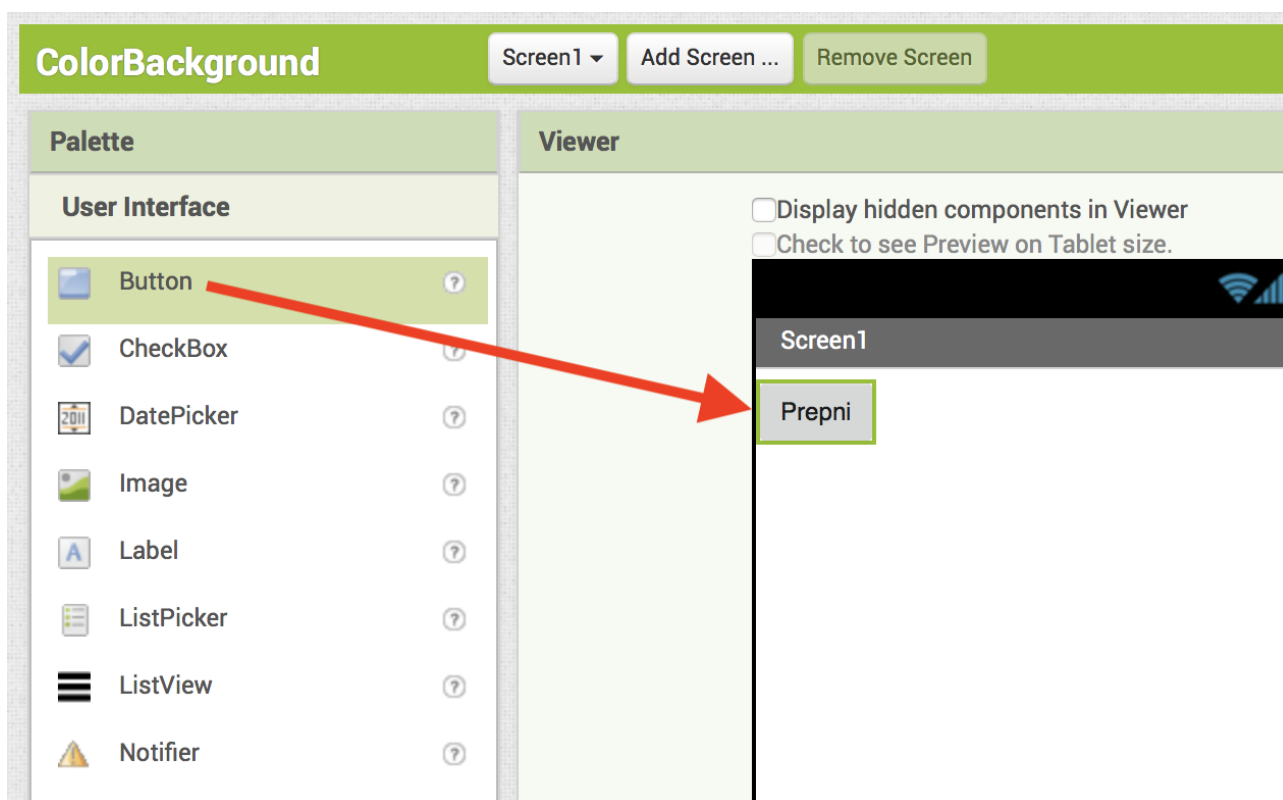 ColorBackground
Screen1
Add Screen ...
Remove Screen
Palette
Viewer
User Interface
Display hidden components in Viewer
Check to see Preview on Tablet size.
Button ?
CheckBox ?
2011 DatePicker ?
Image ?
A Label ?
ListPicker ?
ListView ?
Notifier ?
Screen1
Prepni